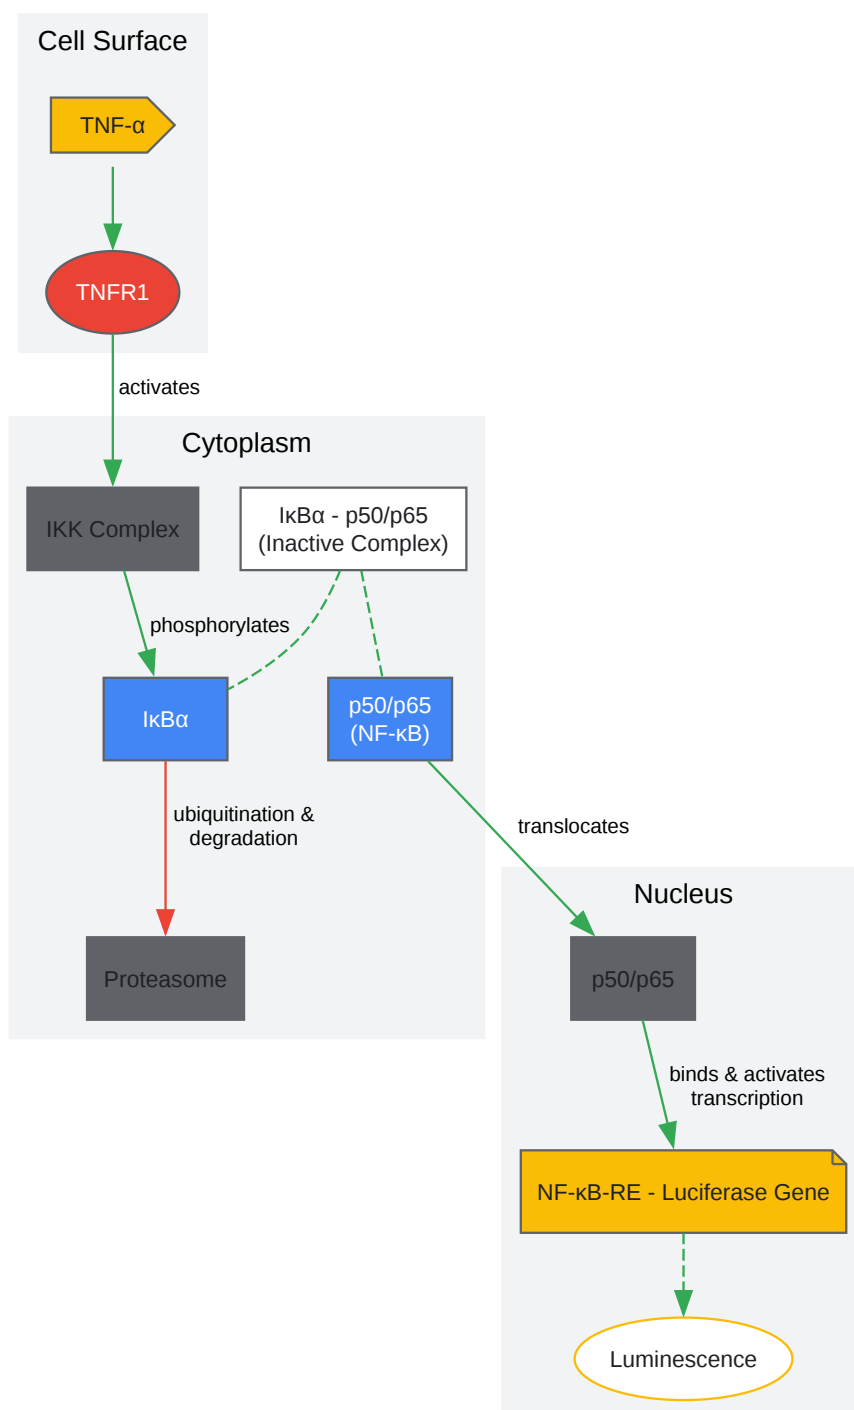 Cell Surface
TNF-α
TNFR1
activates
Cytoplasm
IKK Complex
IκBα - p50/p65
(Inactive Complex)
phosphorylates
IκBα
p50/p65
(NF-κB)
ubiquitination &
degradation
translocates
Nucleus
Proteasome
p50/p65
binds & activates
transcription
NF-κB-RE - Luciferase Gene
Luminescence